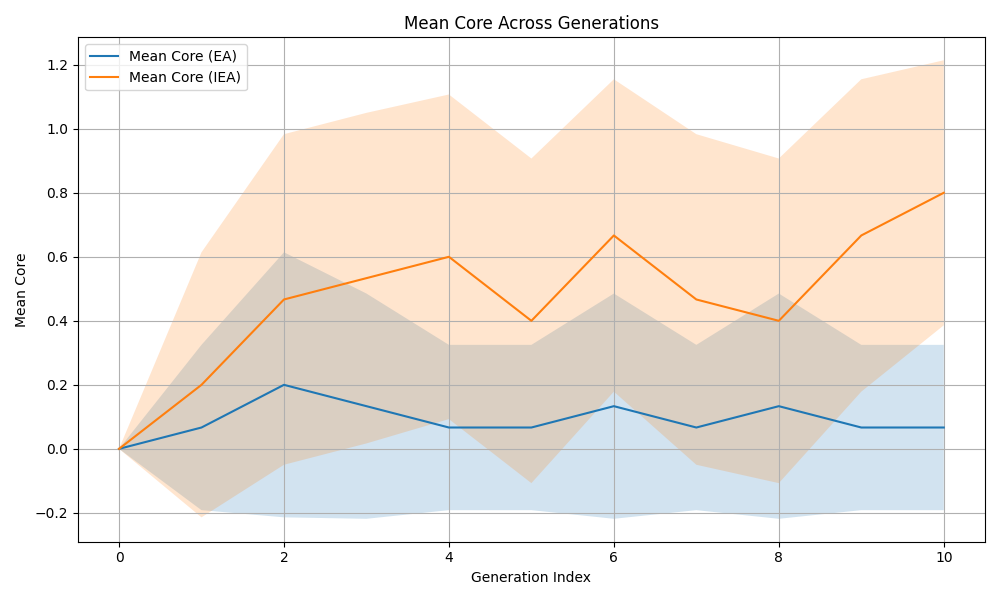 Mean Core Across Generations
Mean Core (EA)
Mean Core (IEA)
1.2
1.0
0.8
0.6
0.4
0.2
0.0
−0.2
Mean Core
0 2 4 6 8 10
Generation Index